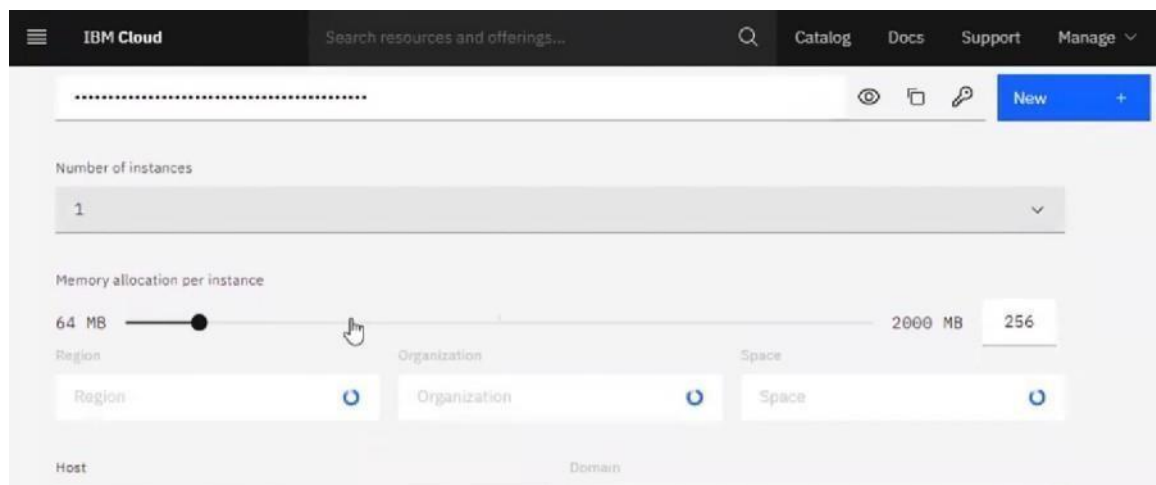 IBM Cloud Search resources and offerings... Catalog Docs Support Manage
•••••••••••••••••••••••••••••••••••••••••••• New +
Number of instances
1
Memory allocation per instance
64 MB 2000 MB 256
Region Organization Space
Region Organization Space
Host Domain